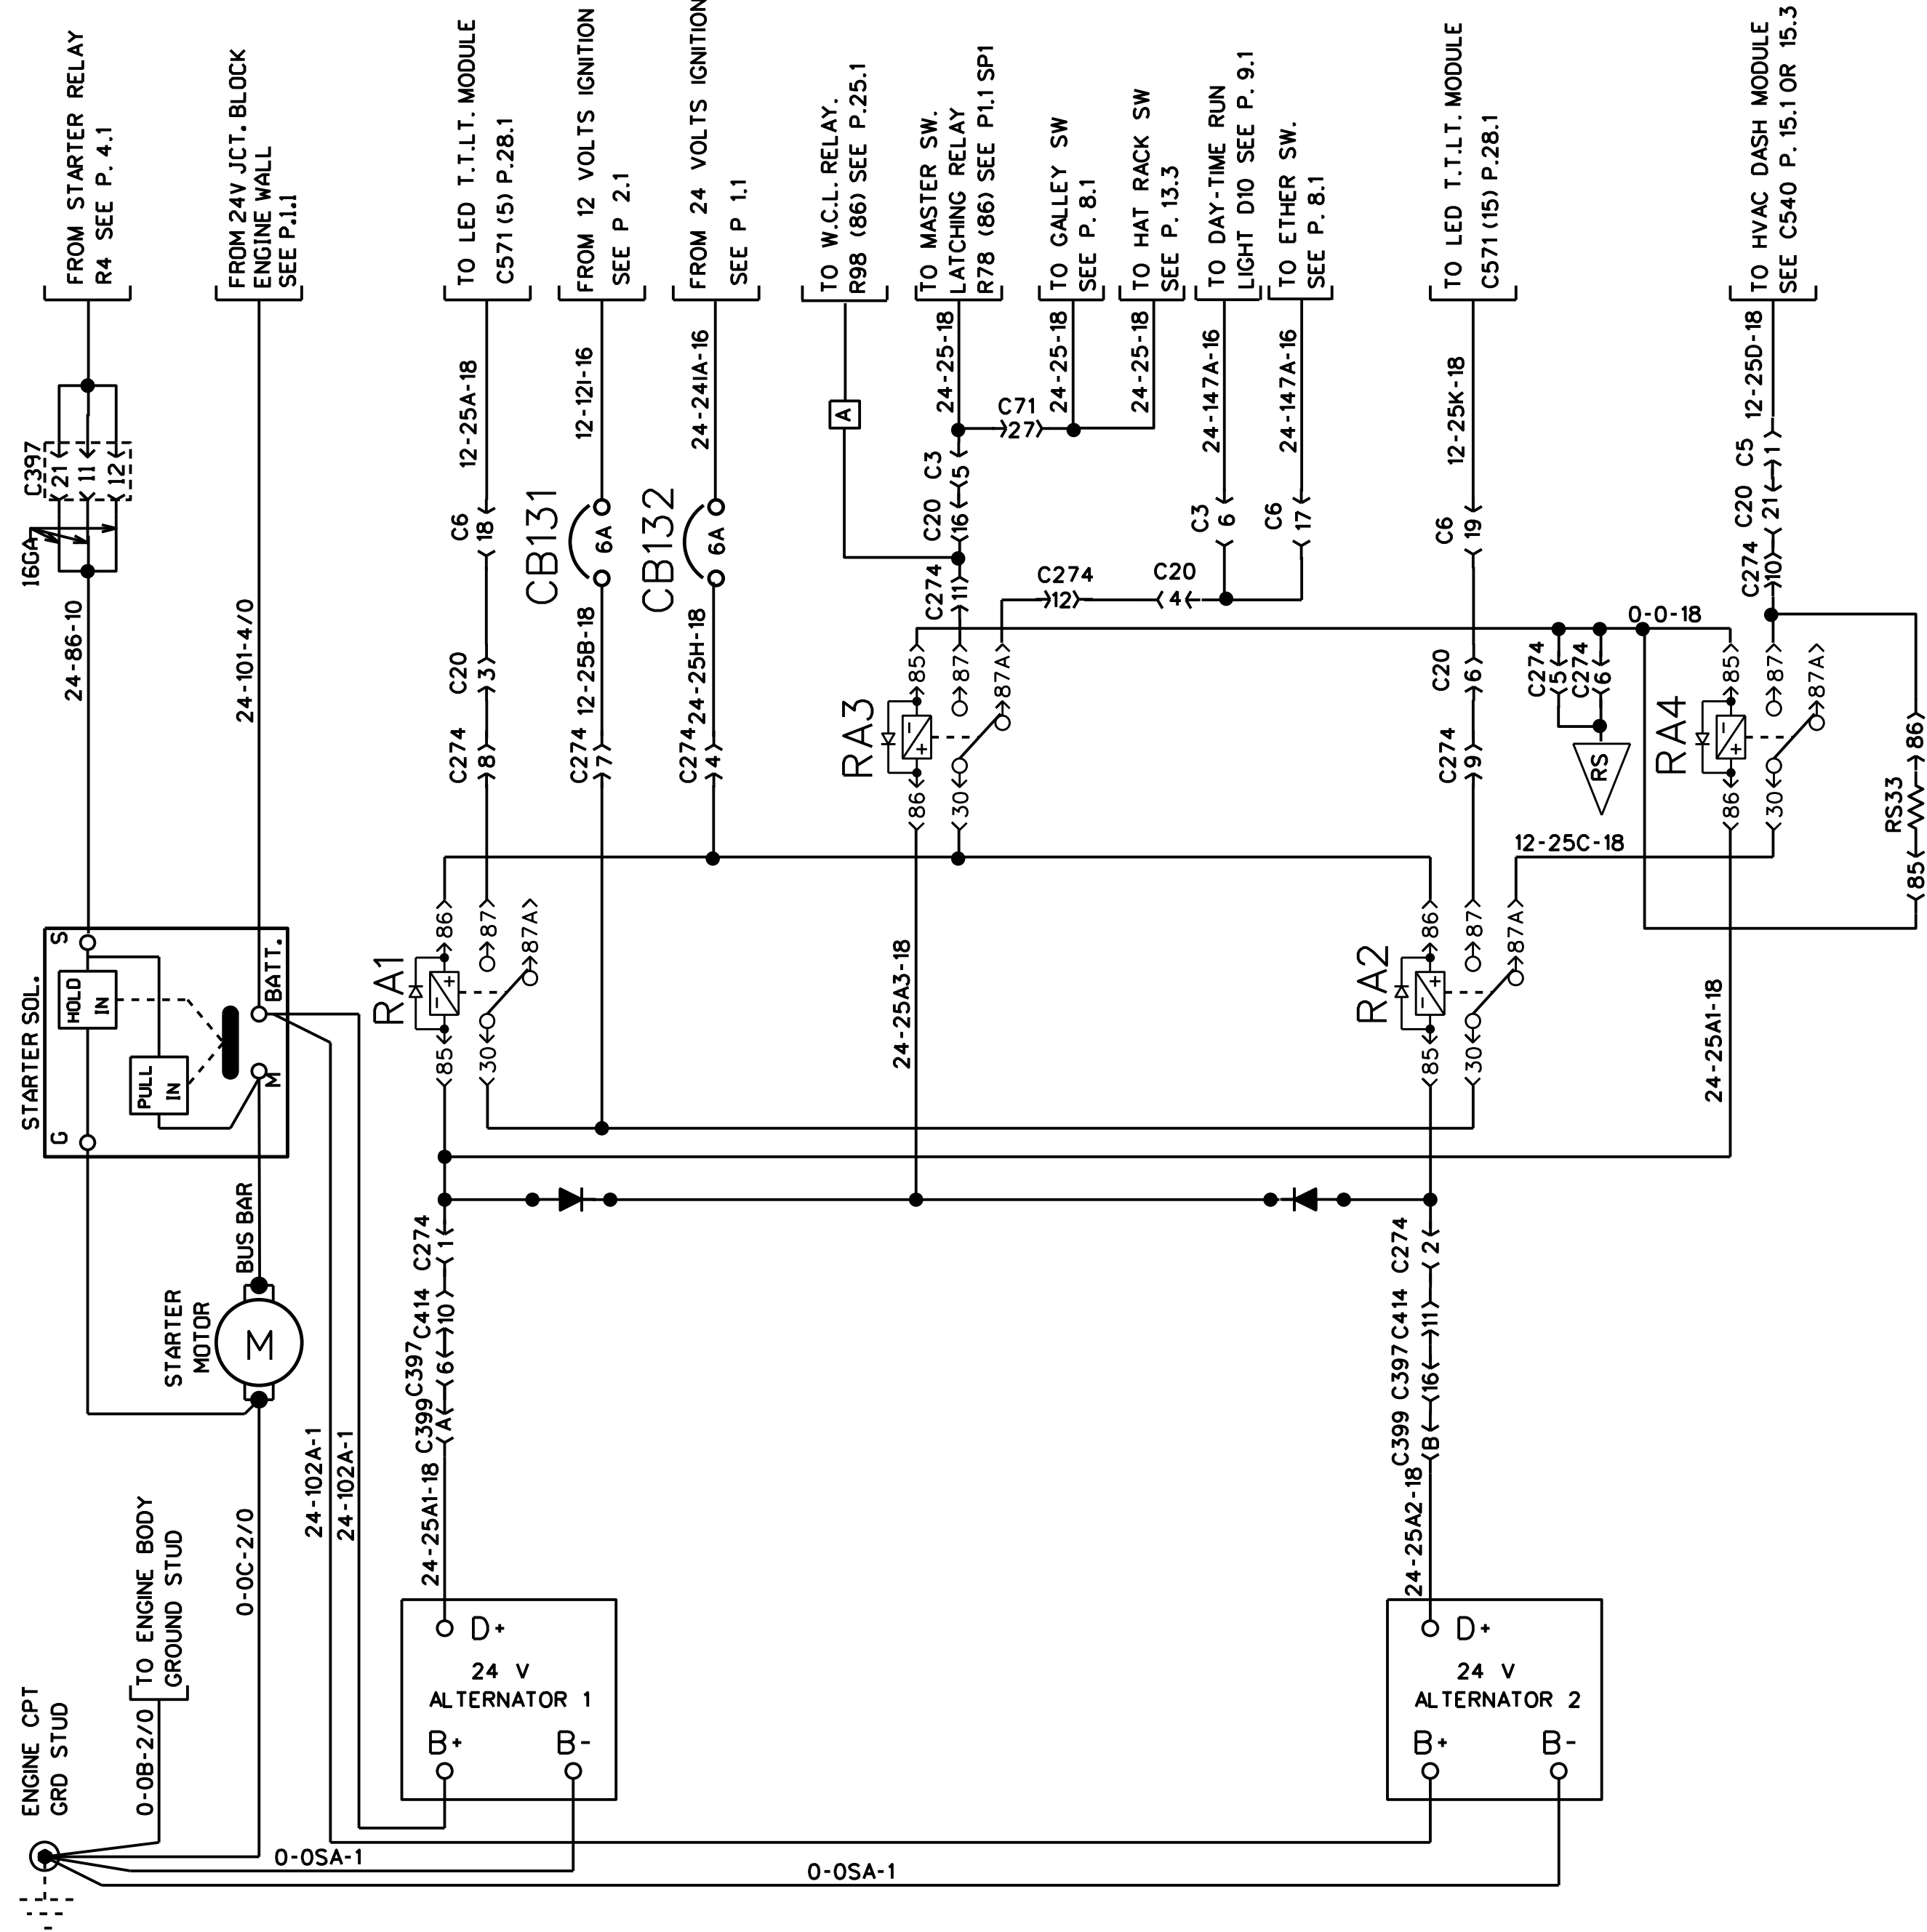 FROM STARTER RELAY
R4 SEE P. 4.1
FROM 24V JCT. BLOCK
ENGINE WALL
SEE P.1.1
TO LED T.T.LT. MODULE
C571 (5) P.28.1
FROM 12 VOLTS IGNITION
SEE P 2.1
FROM 24 VOLTS IGNITION
SEE P 1.1
TO W.C.L. RELAY.
R98 (86) SEE P.25.1
TO MASTER SW.
LATCHING RELAY
R78 (86) SEE P1.1 SP1
TO GALLEY SW
SEE P. 8.1
TO HAT RACK SW
SEE P. 13.3
TO DAY-TIME RUN
LIGHT D10 SEE P. 9.1
TO ETHER SW.
SEE P. 8.1
TO LED T.T.LT. MODULE
C571 (15) P.28.1
TO HVAC DASH MODULE
SEE C540 P. 15.1 OR 15.3
C397
21
11
12
16GA
24-86-10
24-101-4/0
12-25A-18
C6
18
C20
3
C274
8
12-12I-16
CB131
6A
12-25B-18
C274
7
24-24IA-16
CB132
6A
24-25H-18
C274
4
A
24-25-18
C71
27
24-25-18
24-25-18
C3
5
C20
16
C274
11
24-147A-16
C3
6
24-147A-16
C6
17
C274
12
C20
4
12-25K-18
C6
19
C20
6
C274
9
12-25D-18
C5
1
C20
21
C274
10
0-0-18
C274
5
C274
6
RS
RA3
85
87
87A
86
30
RA4
85
87
87A
86
30
RS33
86
85
12-25C-18
STARTER SOL.
S
HOLD
IN
PULL
IN
BATT.
M
G
RA1
86
87
87A
85
30
24-25A3-18
RA2
86
87
87A
85
30
24-25A1-18
BUS BAR
STARTER
MOTOR
M
C274
1
C414
10
C397
6
C399
A
24-25A1-18
C274
2
C414
11
C397
16
C399
B
24-25A2-18
24-102A-1
24-102A-1
0-0C-2/0
TO ENGINE BODY
GROUND STUD
0-0B-2/0
ENGINE CPT
GRD STUD
D+
24 V
ALTERNATOR 1
B+
B-
D+
24 V
ALTERNATOR 2
B+
B-
0-0SA-1
0-0SA-1